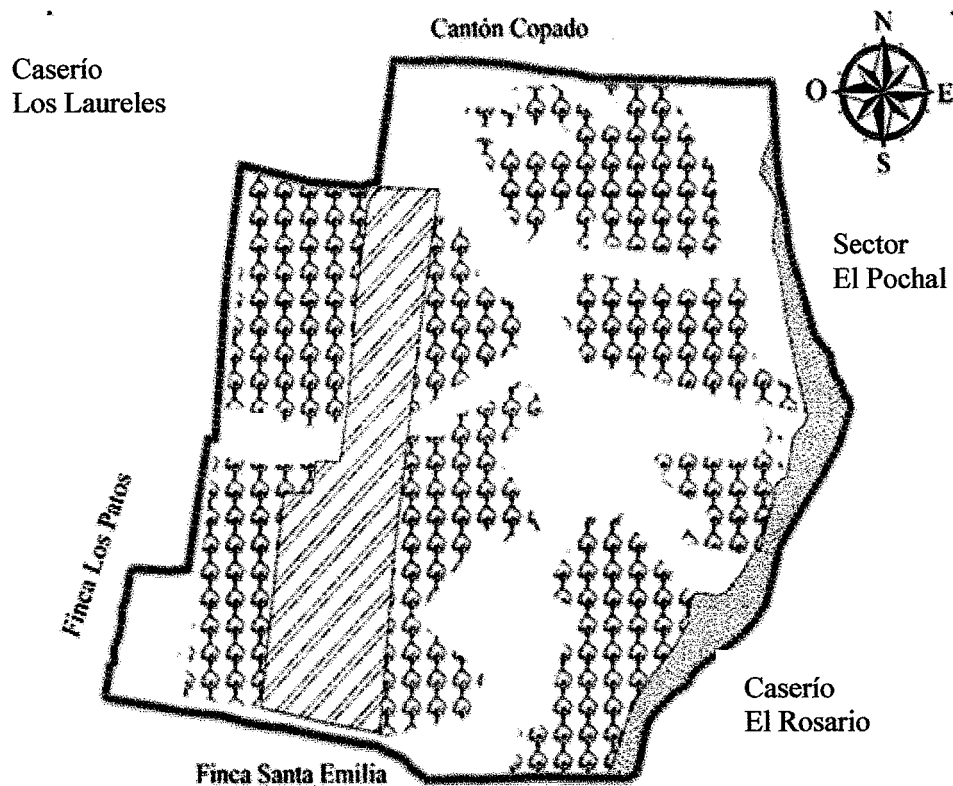 Cantón Copado
Caserío
Los Laureles
N
O
E
S
Sector
El Pochal
Finca Los Patos
Caserío
El Rosario
Finca Santa Emilia